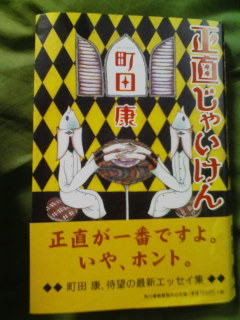 正直じゃいけん
町田
康
正直が一番ですよ。
いや、ホント。
◆◆ 町田 康、待望の最新エッセイ集 ◆◆